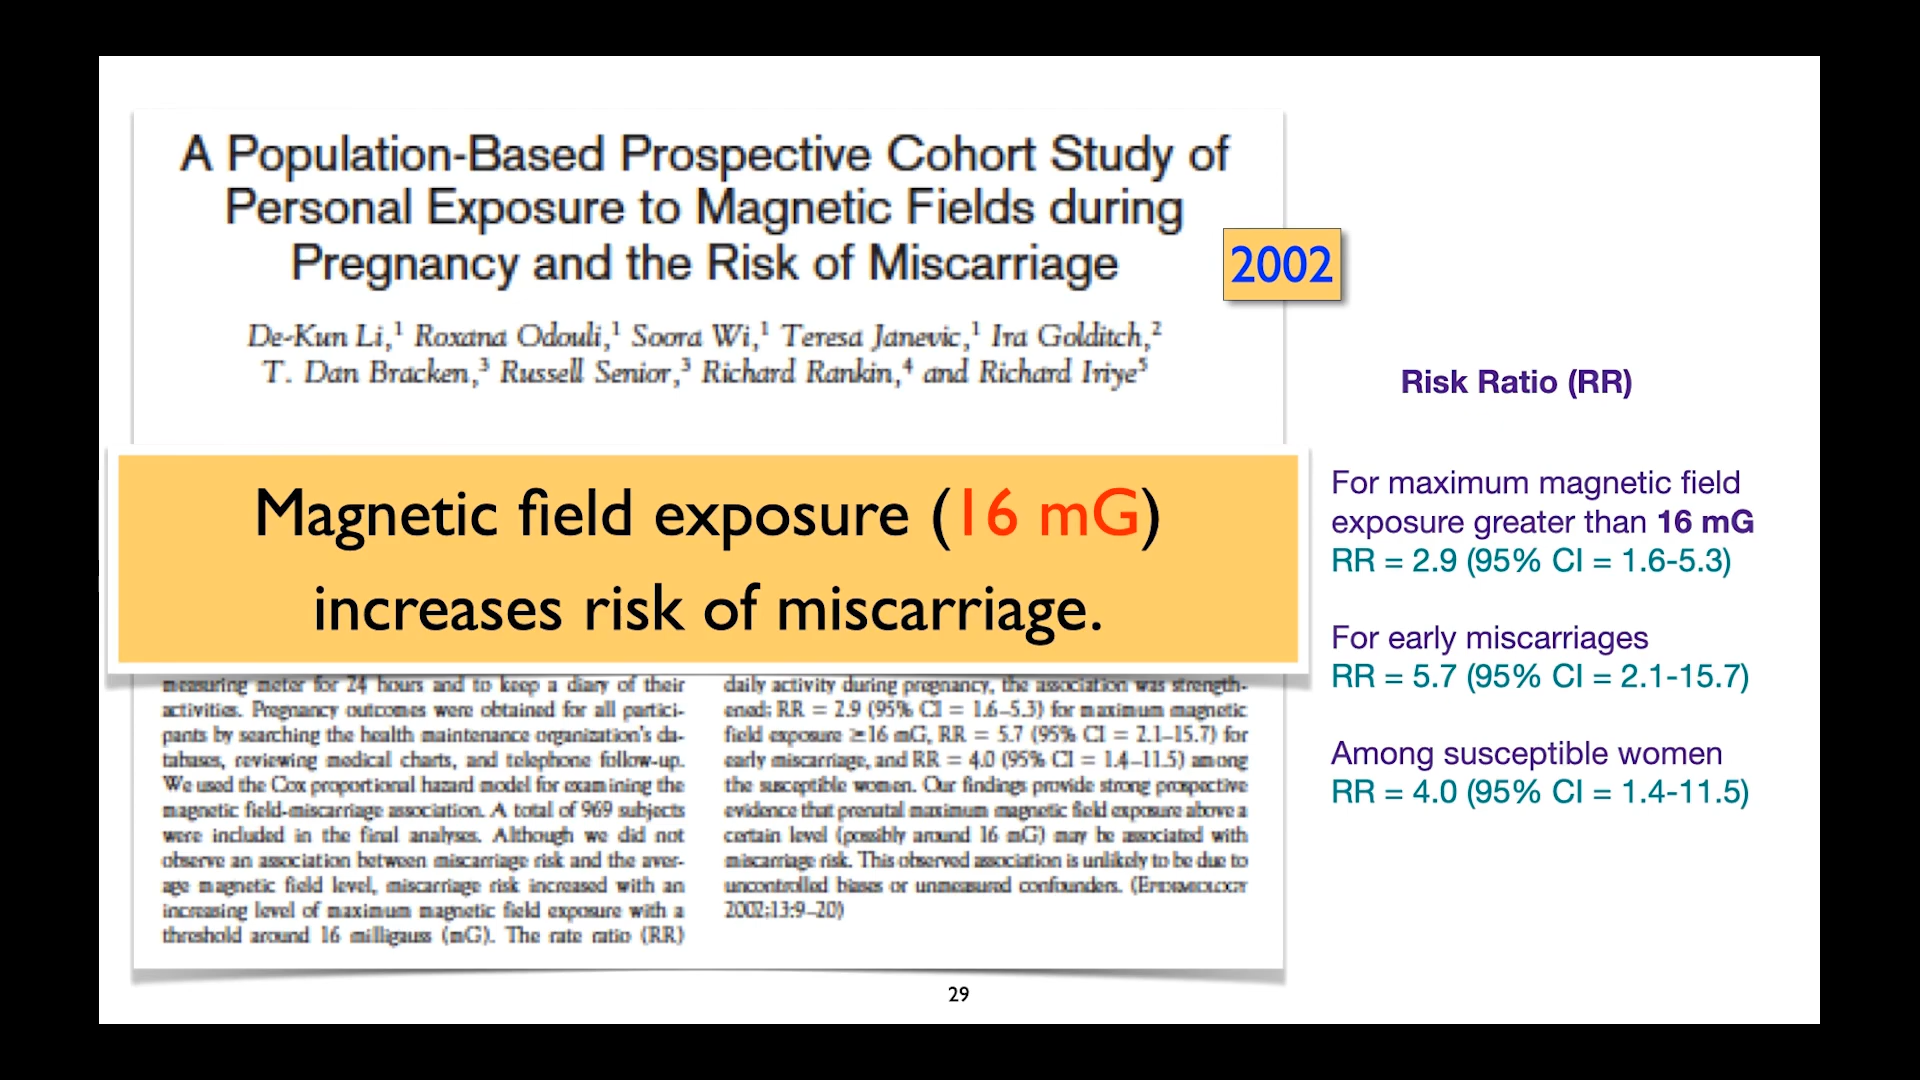 A Population-Based Prospective Cohort Study of
Personal Exposure to Magnetic Fields during
Pregnancy and the Risk of Miscarriage
2002
De-Kun Li,¹ Roxana Odouli,¹ Soora Wi,¹ Teresa Janevic,¹ Ira Golditch,²
T. Dan Bracken,³ Russell Senior,³ Richard Rankin,⁴ and Richard Iriye⁵
Magnetic field exposure (16 mG)
increases risk of miscarriage.
measuring meter for 24 hours and to keep a diary of their
activities. Pregnancy outcomes were obtained for all partici-
pants by searching the health maintenance organization's da-
tabases, reviewing medical charts, and telephone follow-up.
We used the Cox proportional hazard model for examining the
magnetic field-miscarriage association. A total of 969 subjects
were included in the final analyses. Although we did not
observe an association between miscarriage risk and the aver-
age magnetic field level, miscarriage risk increased with an
increasing level of maximum magnetic field exposure with a
threshold around 16 milligauss (mG). The rate ratio (RR)
daily activity during pregnancy, the association was strength-
ened: RR = 2.9 (95% CI = 1.6–5.3) for maximum magnetic
field exposure ≥16 mG, RR = 5.7 (95% CI = 2.1–15.7) for
early miscarriage, and RR = 4.0 (95% CI = 1.4–11.5) among
the susceptible women. Our findings provide strong prospective
evidence that prenatal maximum magnetic field exposure above a
certain level (possibly around 16 mG) may be associated with
miscarriage risk. This observed association is unlikely to be due to
uncontrolled biases or unmeasured confounders. (EPIDEMIOLOGY
2002;13:9–20)
Risk Ratio (RR)
For maximum magnetic field
exposure greater than 16 mG
RR = 2.9 (95% CI = 1.6-5.3)
For early miscarriages
RR = 5.7 (95% CI = 2.1-15.7)
Among susceptible women
RR = 4.0 (95% CI = 1.4-11.5)
29